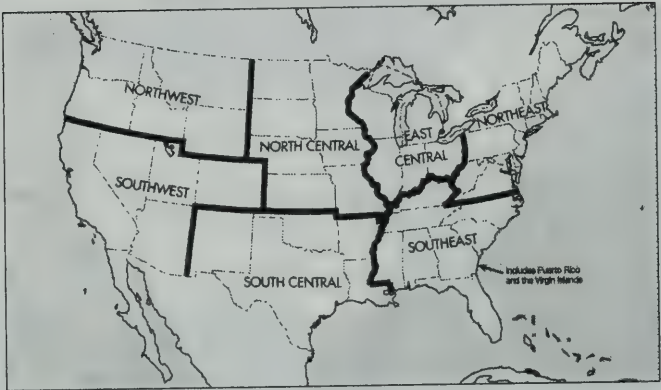 NORTHWEST
NORTH CENTRAL
EAST
CENTRAL
NORTHEAST
SOUTHWEST
SOUTHEAST
SOUTH CENTRAL
Includes Puerto Rico
and the Virgin Islands